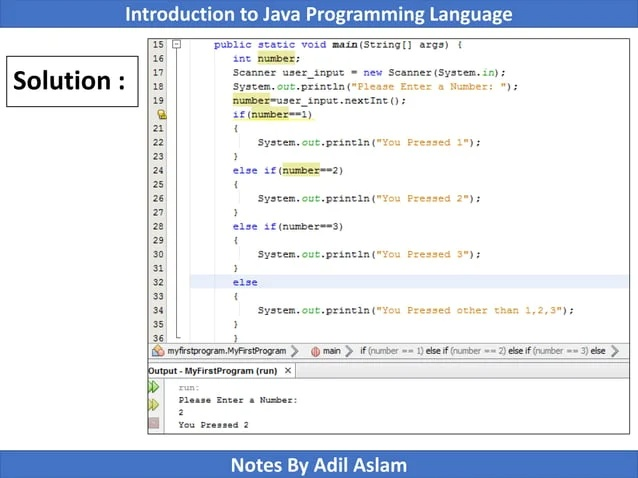 Introduction to Java Programming Language
Solution :
15 public static void main(String[] args) {
16 int number;
17 Scanner user_input = new Scanner(System.in);
18 System.out.println("Please Enter a Number: ");
19 number=user_input.nextInt();
if(number==1)
21 {
22 System.out.println("You Pressed 1");
23 }
24 else if(number==2)
25 {
26 System.out.println("You Pressed 2");
27 }
28 else if(number==3)
29 {
30 System.out.println("You Pressed 3");
31 }
32 else
33 {
34 System.out.println("You Pressed other than 1,2,3");
35 }
36 }
myfirstprogram.MyFirstProgram main if (number == 1) else if (number == 2) else if (number == 3) else
Output - MyFirstProgram (run) ×
run:
Please Enter a Number:
2
You Pressed 2
Notes By Adil Aslam